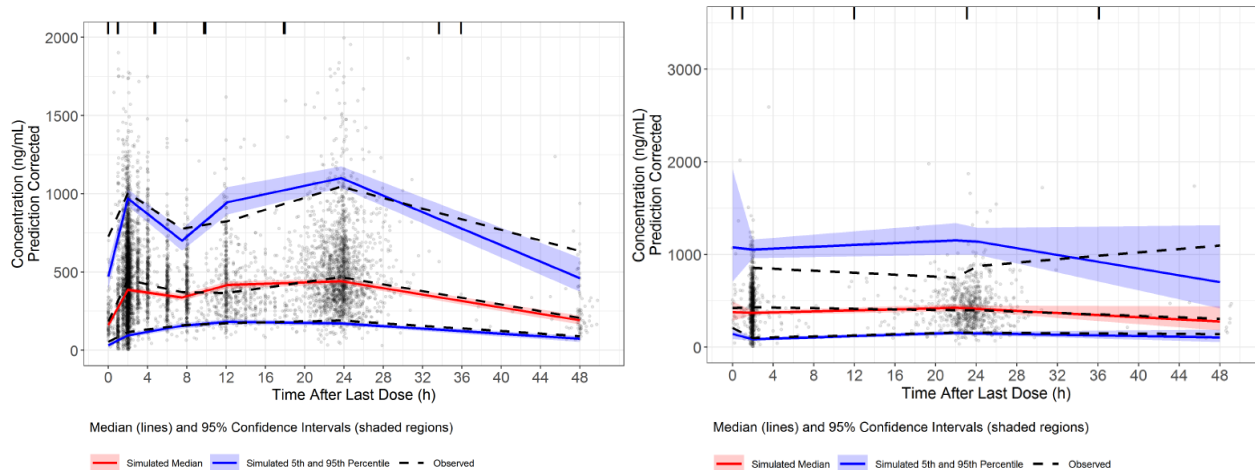 Concentration (ng/mL)
Prediction Corrected
2000
1500
1000
500
0
0 4 8 12 16 20 24 28 32 36 40 44 48
Time After Last Dose (h)
Median (lines) and 95% Confidence Intervals (shaded regions)
Simulated Median Simulated 5th and 95th Percentile Observed
Concentration (ng/mL)
Prediction Corrected
3000
2000
1000
0
0 4 8 12 16 20 24 28 32 36 40 44 48
Time After Last Dose (h)
Median (lines) and 95% Confidence Intervals (shaded regions)
Simulated Median Simulated 5th and 95th Percentile Observed